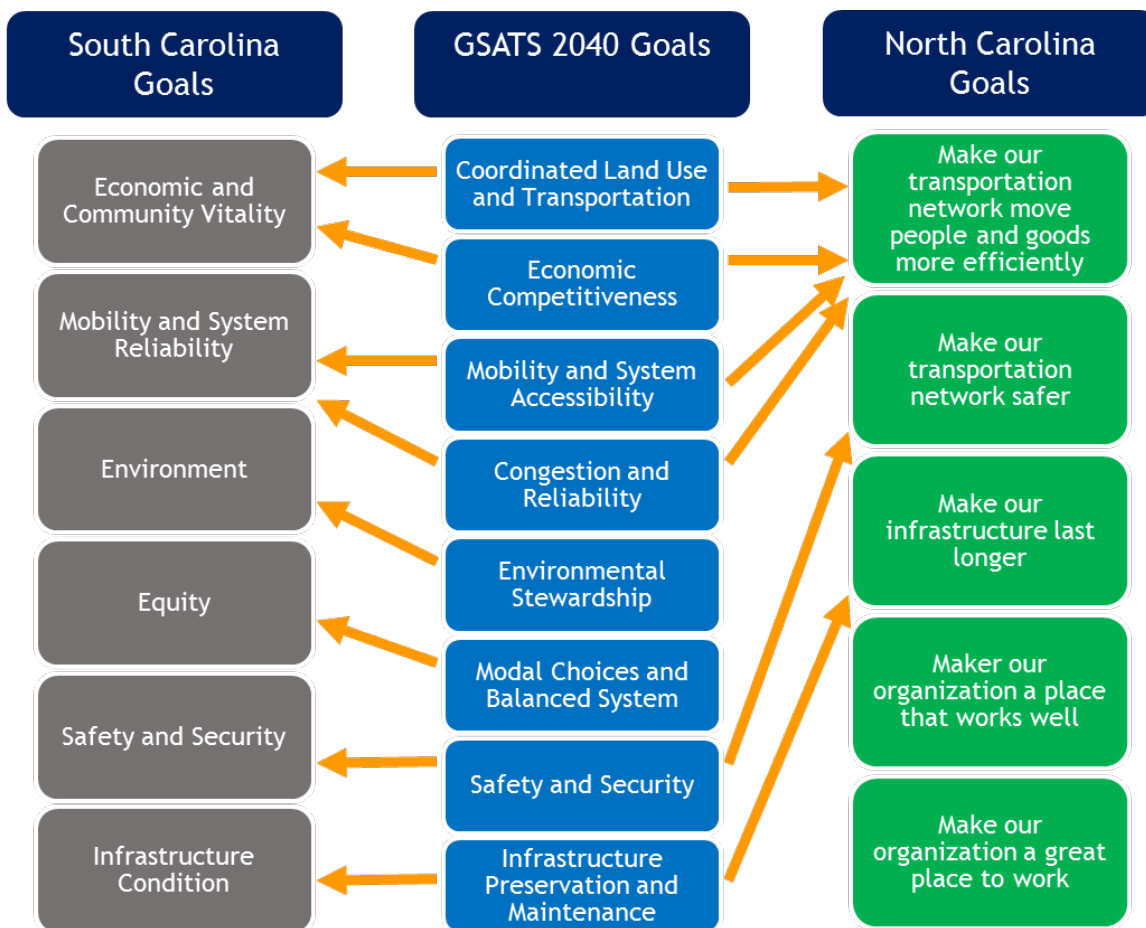 South Carolina
Goals
GSATS 2040 Goals
North Carolina
Goals
Economic and
Community Vitality
Mobility and System
Reliability
Environment
Equity
Safety and Security
Infrastructure
Condition
Coordinated Land Use
and Transportation
Economic
Competitiveness
Mobility and System
Accessibility
Congestion and
Reliability
Environmental
Stewardship
Modal Choices and
Balanced System
Safety and Security
Infrastructure
Preservation and
Maintenance
Make our
transportation
network move
people and goods
more efficiently
Make our
transportation
network safer
Make our
infrastructure last
longer
Maker our
organization a place
that works well
Make our
organization a great
place to work